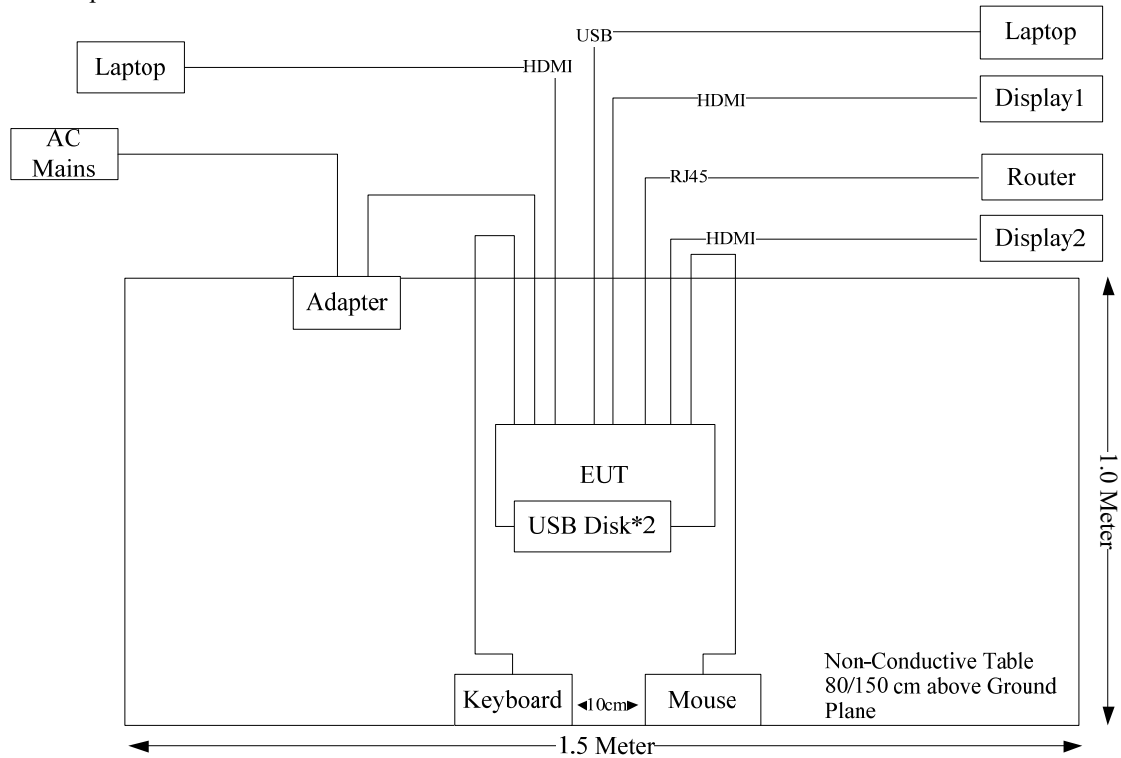 USB
Laptop
Laptop
HDMI
HDMI
Display1
AC
Mains
RJ45
Router
HDMI
Display2
Adapter
EUT
USB Disk*2
1.0 Meter
Non-Conductive Table
80/150 cm above Ground
Plane
Keyboard
10cm
Mouse
1.5 Meter